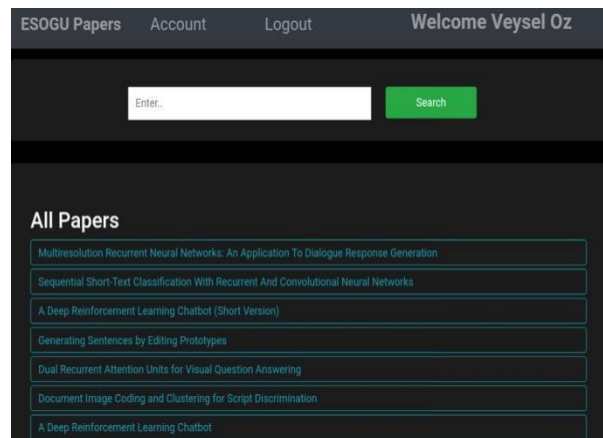 ESOGU Papers Account Logout Welcome Veysel Oz
Enter.. Search
All Papers
Multiresolution Recurrent Neural Networks: An Application To Dialogue Response Generation
Sequential Short-Text Classification With Recurrent And Convolutional Neural Networks
A Deep Reinforcement Learning Chatbot (Short Version)
Generating Sentences by Editing Prototypes
Dual Recurrent Attention Units for Visual Question Answering
Document Image Coding and Clustering for Script Discrimination
A Deep Reinforcement Learning Chatbot